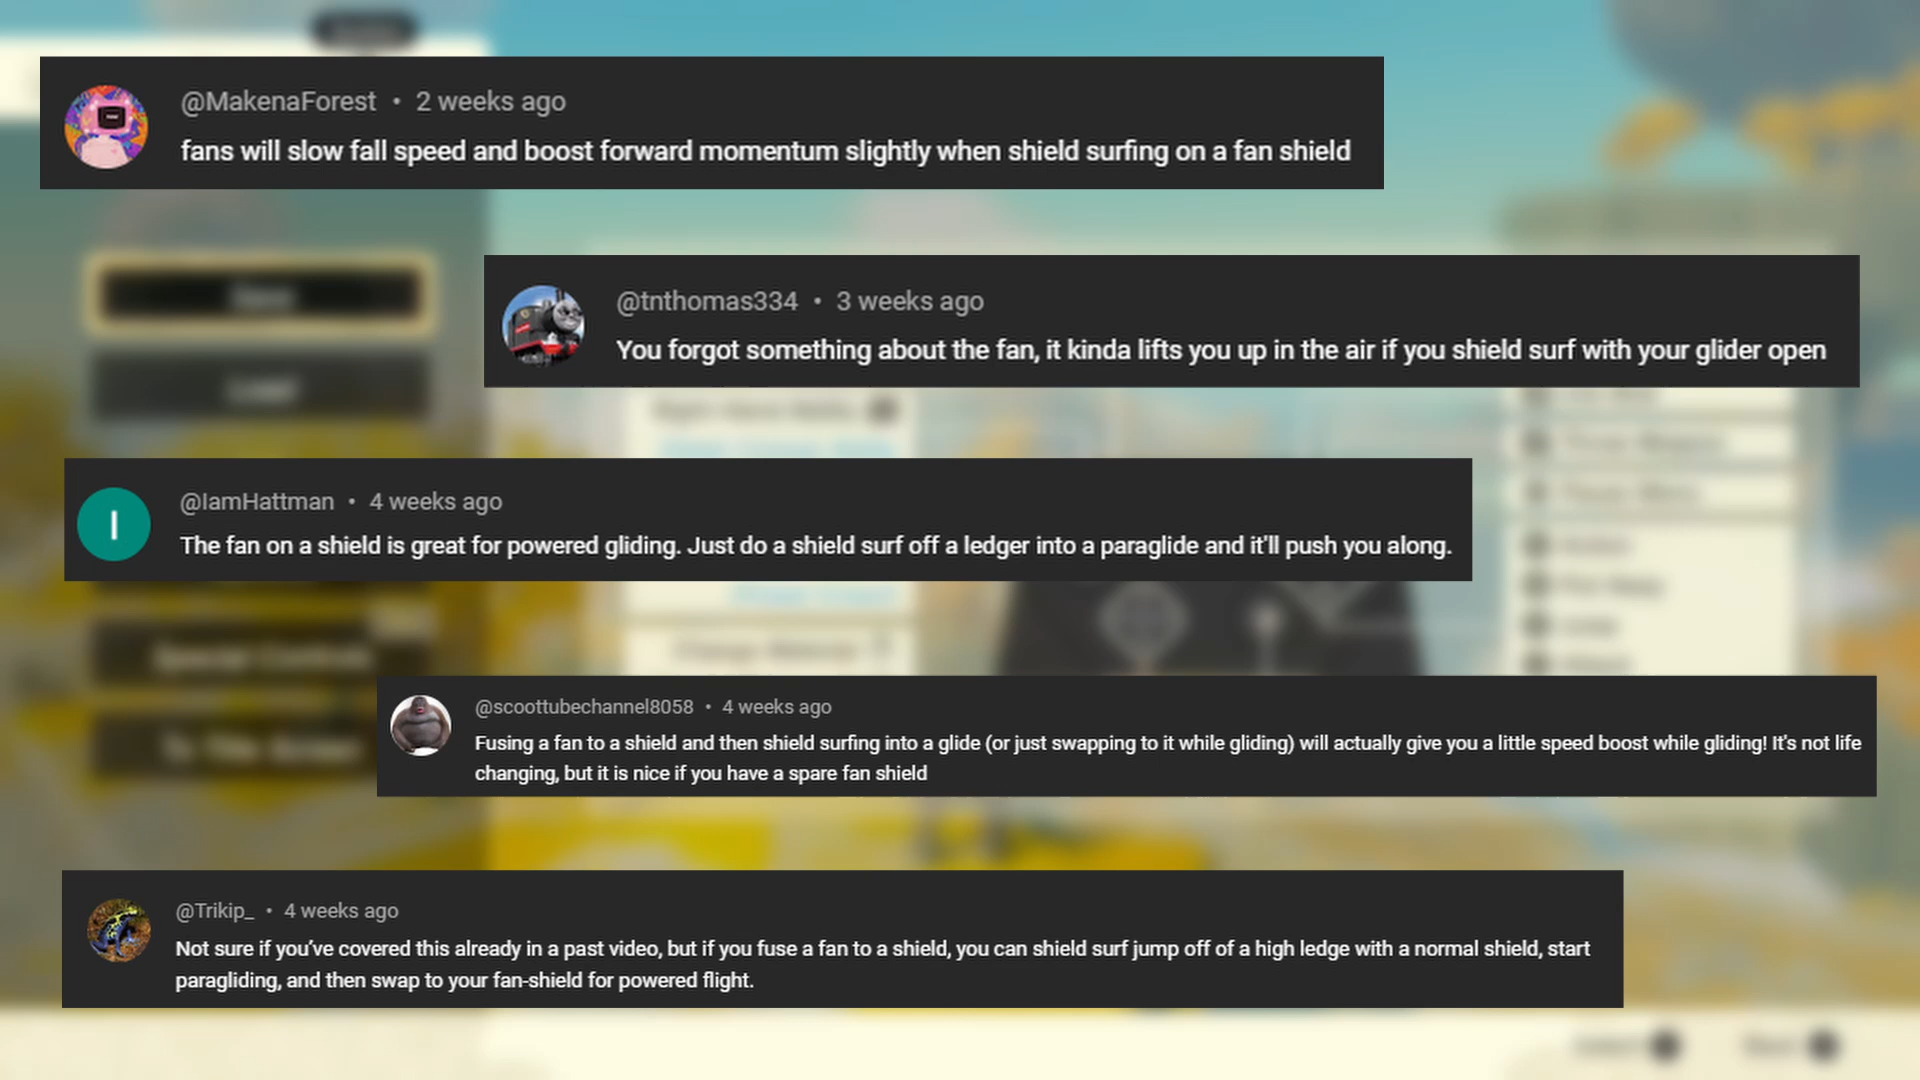 @MakenaForest • 2 weeks ago
fans will slow fall speed and boost forward momentum slightly when shield surfing on a fan shield
@tnthomas334 • 3 weeks ago
You forgot something about the fan, it kinda lifts you up in the air if you shield surf with your glider open
I
@IamHattman • 4 weeks ago
The fan on a shield is great for powered gliding. Just do a shield surf off a ledger into a paraglide and it'll push you along.
@scoottubechannel8058 • 4 weeks ago
Fusing a fan to a shield and then shield surfing into a glide (or just swapping to it while gliding) will actually give you a little speed boost while gliding! It's not life
changing, but it is nice if you have a spare fan shield
@Trikip_ • 4 weeks ago
Not sure if you’ve covered this already in a past video, but if you fuse a fan to a shield, you can shield surf jump off of a high ledge with a normal shield, start
paragliding, and then swap to your fan-shield for powered flight.
Save
Load
Special Controls
To Title Screen